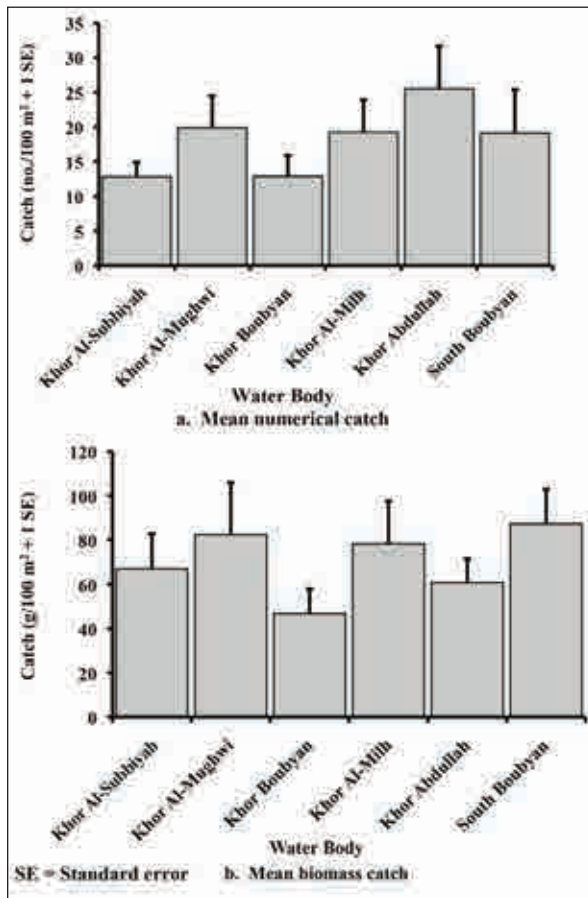 Catch (no./100 m² + 1 SE)
35
30
25
20
15
10
5
0
Khor Al-Subbiyah
Khor Al-Mughwi
Khor Boubyan
Khor Al-Milh
Khor Abdullah
South Boubyan
Water Body
a. Mean numerical catch
Catch (g/100 m² + 1 SE)
120
100
80
60
40
20
0
Khor Al-Subbiyah
Khor Al-Mughwi
Khor Boubyan
Khor Al-Milh
Khor Abdullah
South Boubyan
Water Body
SE = Standard error b. Mean biomass catch